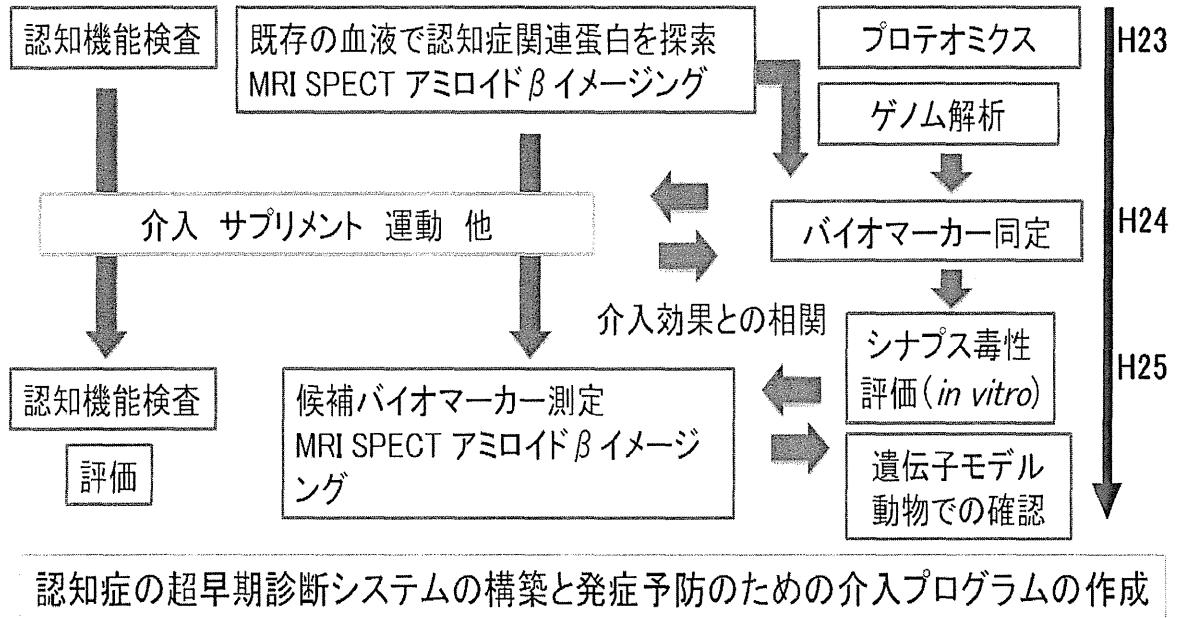 認知機能検査
既存の血液で認知症関連蛋白を探索
MRI SPECT アミロイドβイメージング
プロテオミクス
H23
ゲノム解析
介入 サプリメント 運動 他
バイオマーカー同定
H24
介入効果との相関
シナプス毒性
評価(in vitro)
H25
認知機能検査
評価
候補バイオマーカー測定
MRI SPECT アミロイドβイメージ
ング
遺伝子モデル
動物での確認
認知症の超早期診断システムの構築と発症予防のための介入プログラムの作成